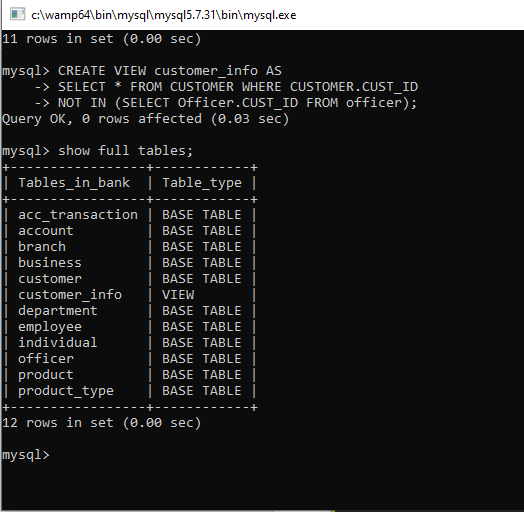 c:\wamp64\bin\mysql\mysql5.7.31\bin\mysql.exe
11 rows in set (0.00 sec)
mysql> CREATE VIEW customer_info AS
    -> SELECT * FROM CUSTOMER WHERE CUSTOMER.CUST_ID
    -> NOT IN (SELECT Officer.CUST_ID FROM officer);
Query OK, 0 rows affected (0.03 sec)
mysql> show full tables;
+-----------------+------------+
| Tables_in_bank  | Table_type |
+-----------------+------------+
| acc_transaction | BASE TABLE |
| account         | BASE TABLE |
| branch          | BASE TABLE |
| business        | BASE TABLE |
| customer        | BASE TABLE |
| customer_info   | VIEW       |
| department      | BASE TABLE |
| employee        | BASE TABLE |
| individual      | BASE TABLE |
| officer         | BASE TABLE |
| product         | BASE TABLE |
| product_type    | BASE TABLE |
+-----------------+------------+
12 rows in set (0.00 sec)
mysql>